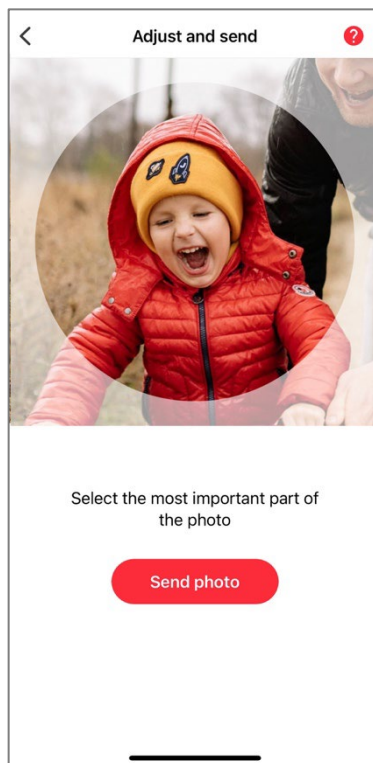 Adjust and send
?
Select the most important part of
the photo
Send photo